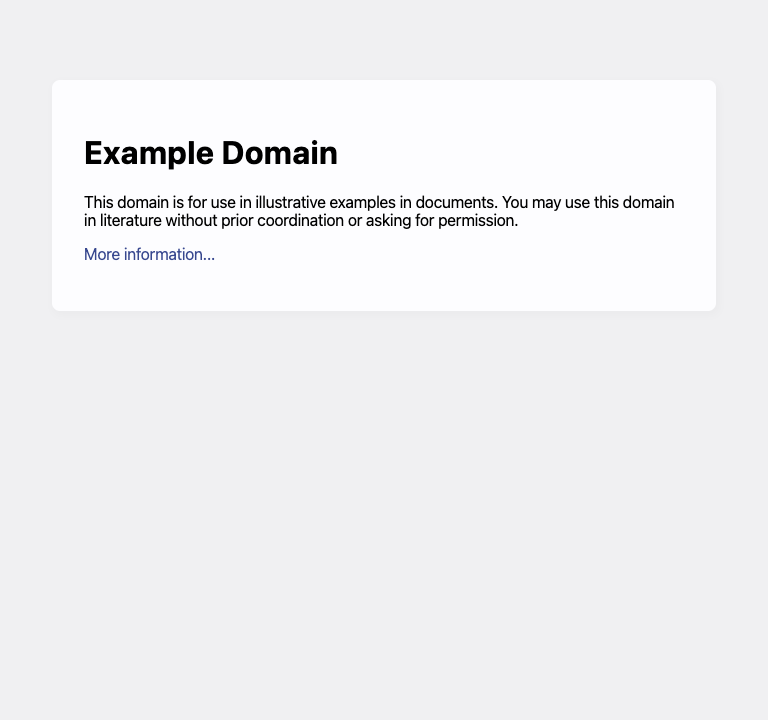 Example Domain
This domain is for use in illustrative examples in documents. You may use this domain
in literature without prior coordination or asking for permission.
More information...